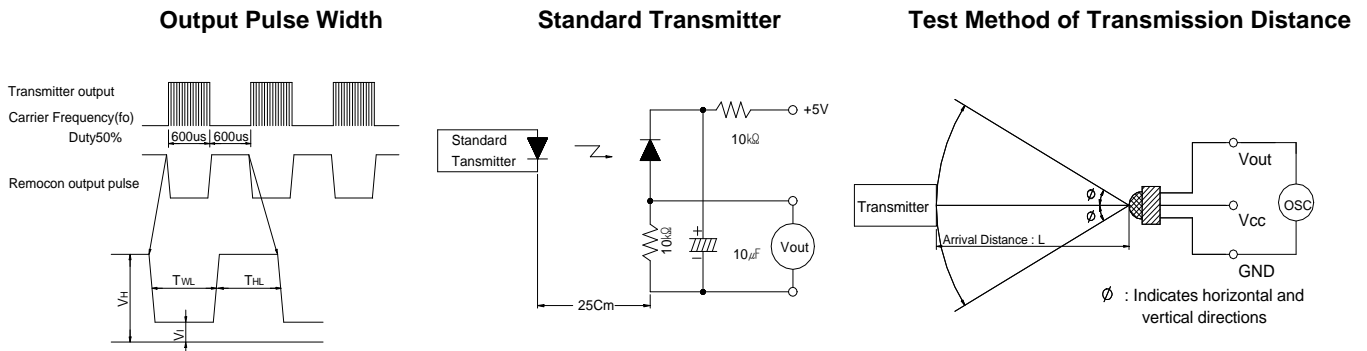 Output Pulse Width
Transmitter output
Carrier Frequency(fo)
Duty50%
600us
600us
Remocon output pulse
TWL
THL
VH
VI
Standard Transmitter
+5V
10kΩ
Standard
Tansmitter
10kΩ
10μF
Vout
25Cm
Test Method of Transmission Distance
Vout
Transmitter
ϕ
ϕ
Vcc
OSC
Arrival Distance : L
GND
ϕ : Indicates horizontal and
vertical directions